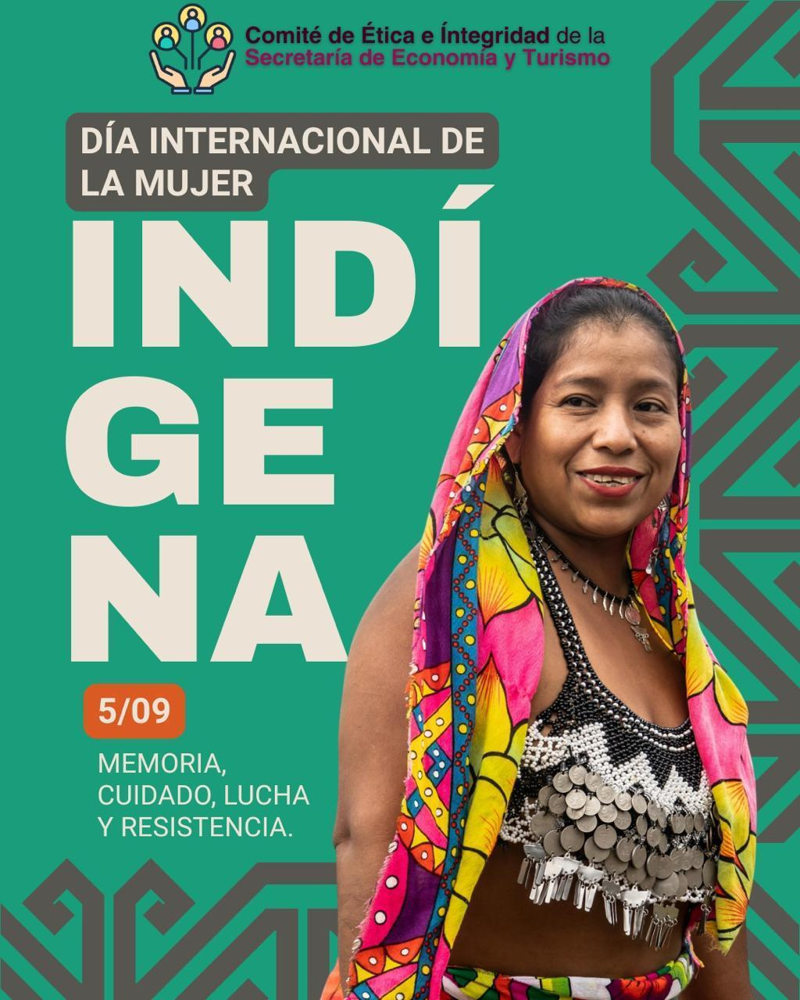 Comité de Ética e Íntegridad de la
Secretaría de Economía y Turismo
DÍA INTERNACIONAL DE
LA MUJER
INDÍ
GE
NA
5/09
MEMORIA,
CUIDADO, LUCHA
Y RESISTENCIA.